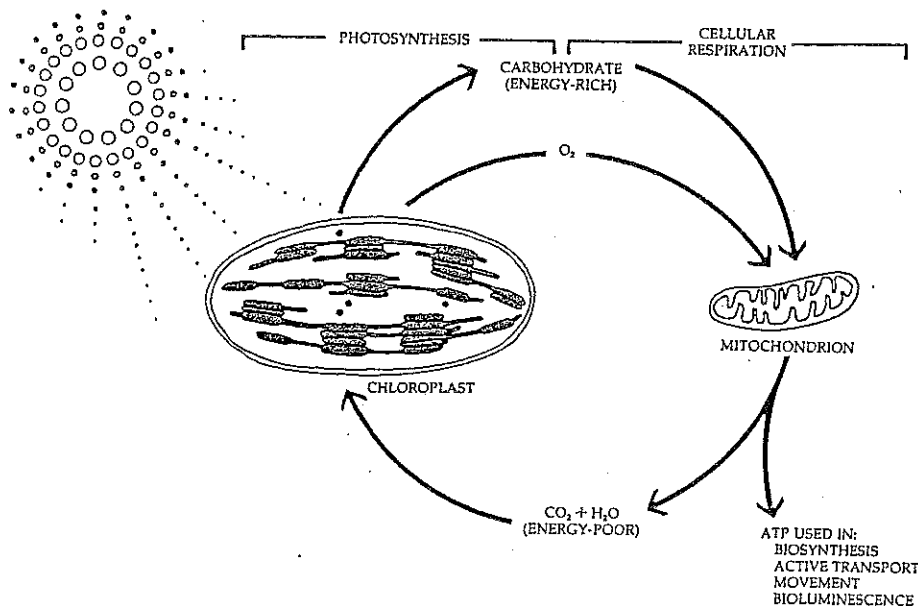 PHOTOSYNTHESIS
CELLULAR
RESPIRATION
CARBOHYDRATE
(ENERGY-RICH)
O₂
MITOCHONDRION
CHLOROPLAST
CO₂ + H₂O
(ENERGY-POOR)
ATP USED IN:
BIOSYNTHESIS
ACTIVE TRANSPORT
MOVEMENT
BIOLUMINESCENCE